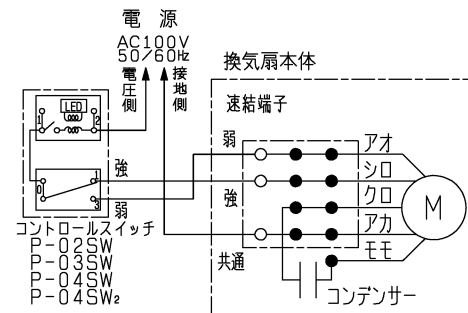 電源
AC100V
50/60Hz
電圧側
接地側
換気扇本体
LED
1
2
速結端子
弱
強
共通
強
弱
0
1
3
アオ
シロ
クロ
アカ
モモ
M
コンデンサー
コントロールスイッチ
P-02SW
P-03SW
P-04SW
P-04SW₂